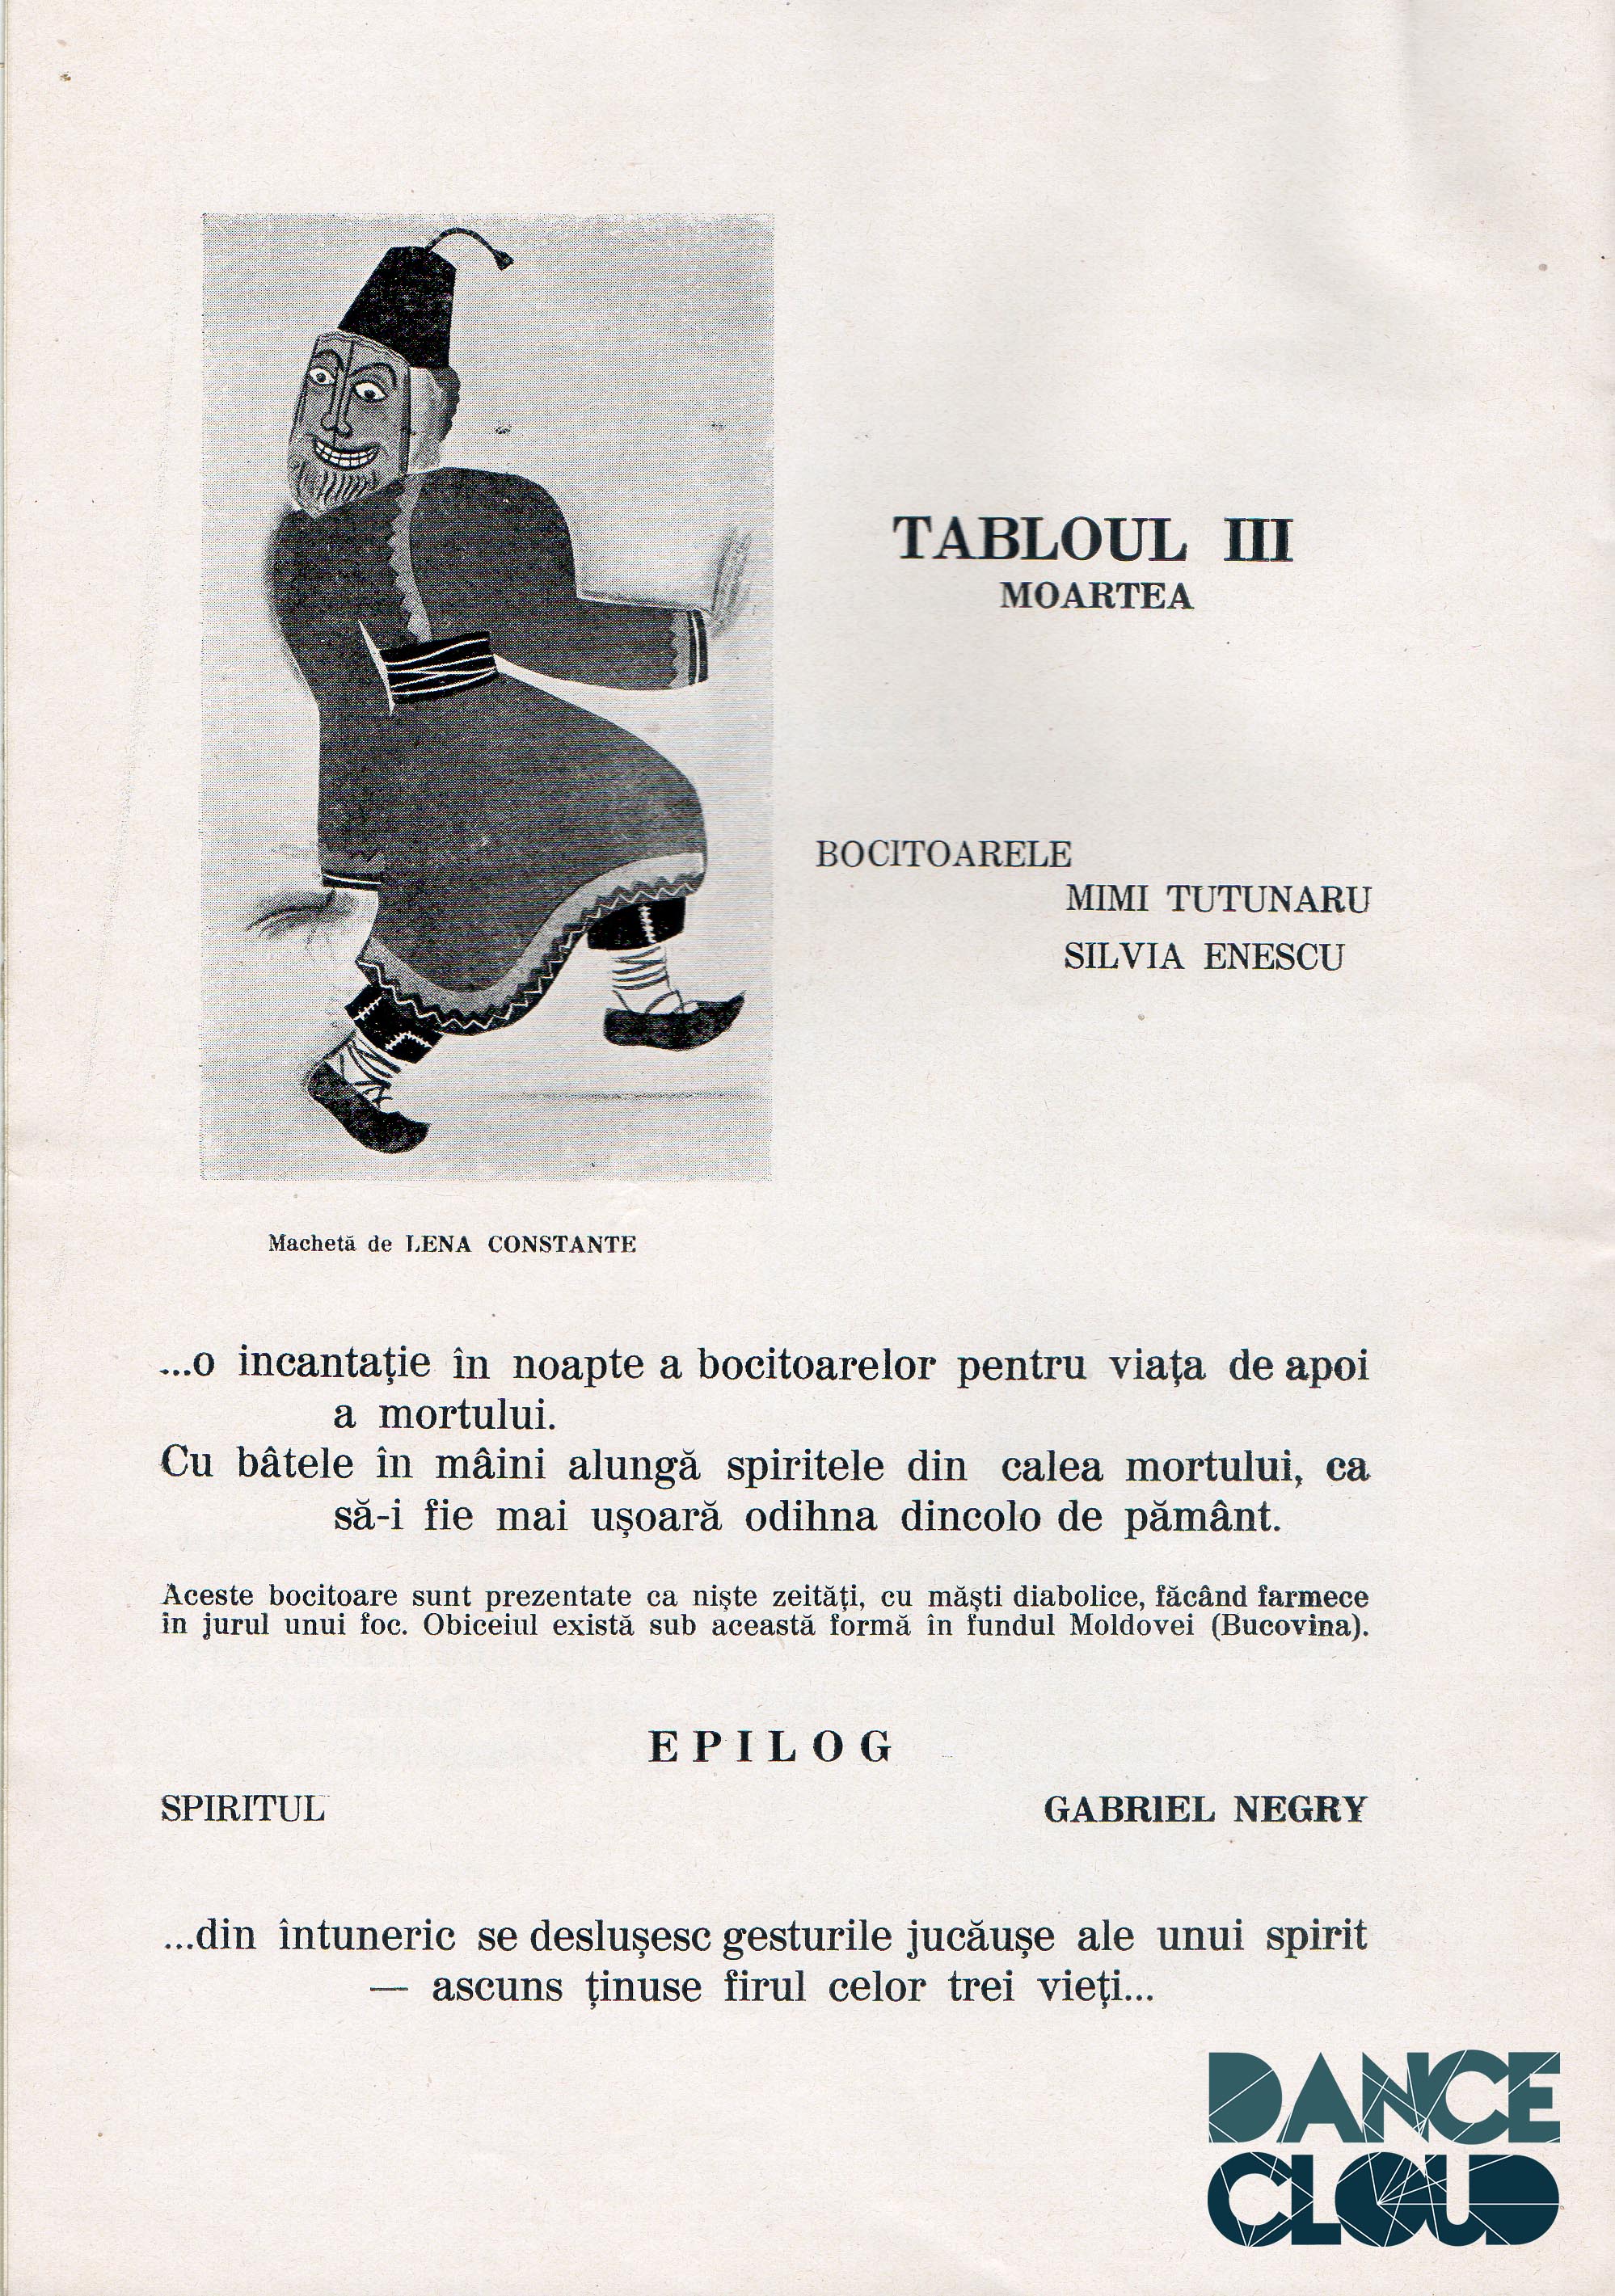 TABLOUL III
MOARTEA
BOCITOARELE
MIMI TUTUNARU
SILVIA ENESCU
Machetă de LENA CONSTANTE
...o incantaţie în noapte a bocitoarelor pentru viaţa de apoi
a mortului.
Cu bâtele în mâini alungă spiritele din calea mortului, ca
să-i fie mai uşoară odihna dincolo de pământ.
Aceste bocitoare sunt prezentate ca nişte zeităţi, cu măşti diabolice, făcând farmece
în jurul unui foc. Obiceiul există sub această formă în fundul Moldovei (Bucovina).
EPILOG
SPIRITUL GABRIEL NEGRY
...din întuneric se desluşesc gesturile jucăuşe ale unui spirit
— ascuns ţinuse firul celor trei vieţi...
DANCE
CLOUD